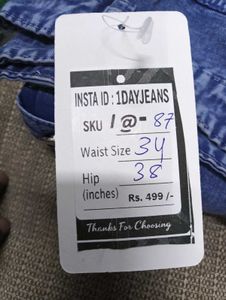 INSTA ID : 1DAYJEANS
SKU 1@-87
Waist Size 34
Hip 38
(inches) Rs. 499/-
Thanks For Choosing